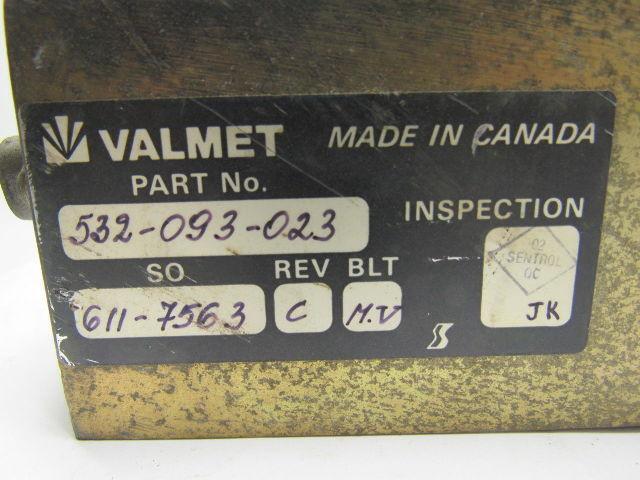 VALMET MADE IN CANADA
PART No.
532-093-023
INSPECTION
SO REV BLT
611-7563 C M.V
02
SENTROL
QC
JK